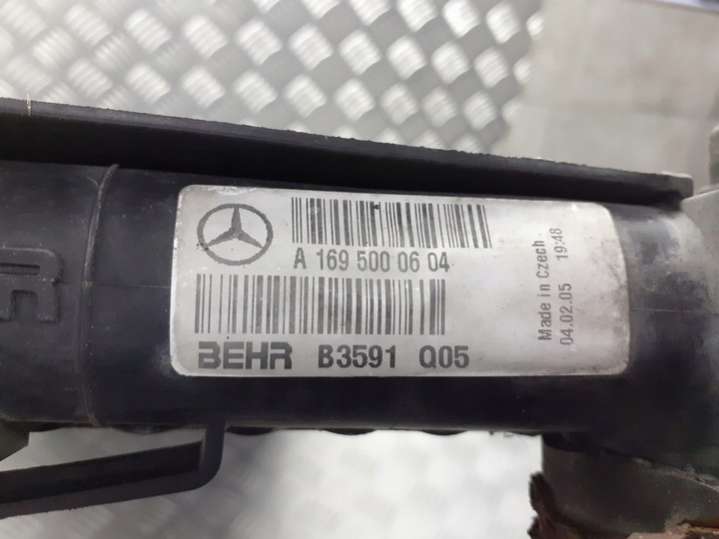 A 169 500 06 04
BEHR B3591 Q05
Made in Czech.
04.02.05 19:48